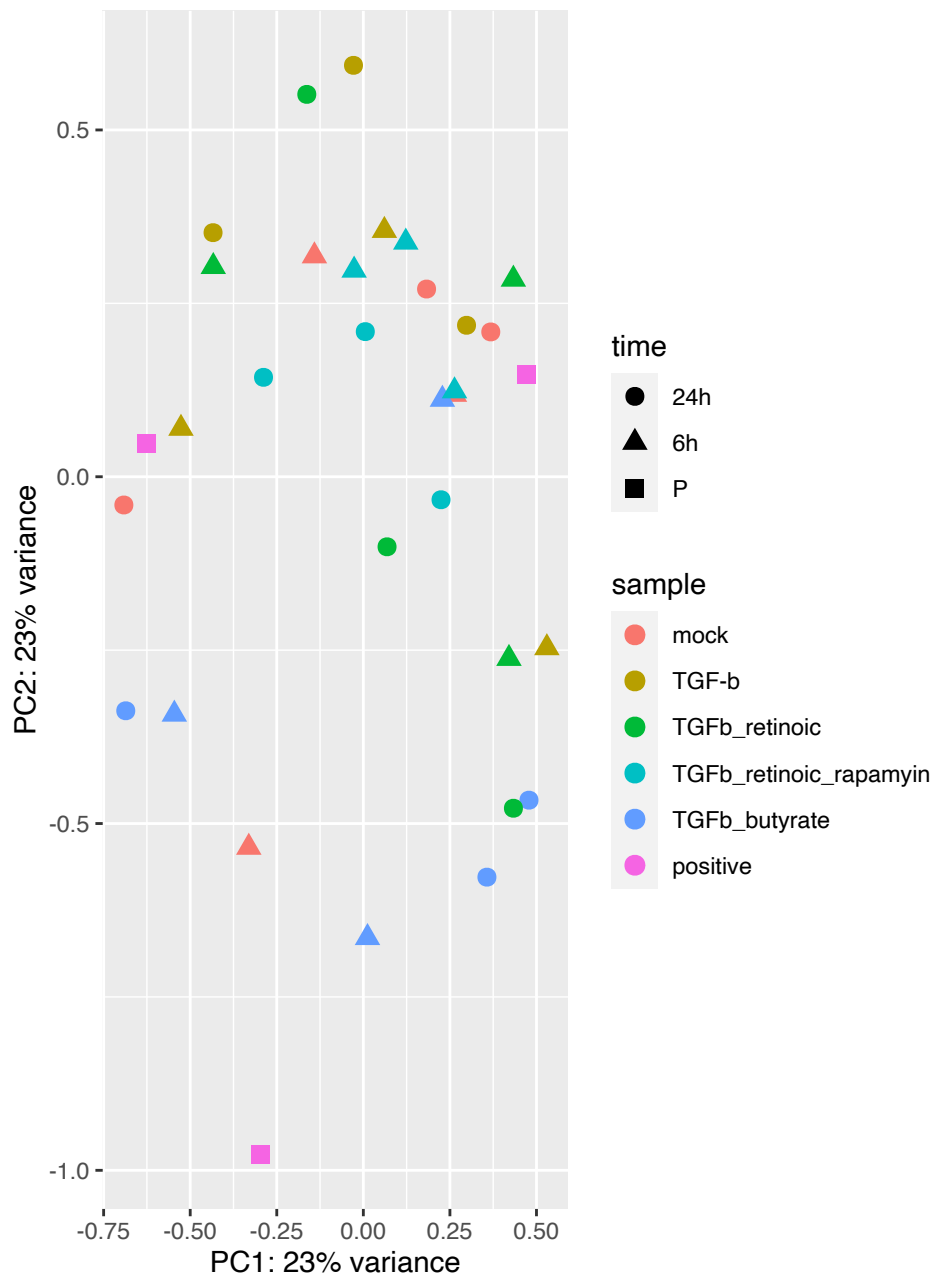 0.5
0.0
-0.5
-1.0
PC2: 23% variance
-0.75
-0.50
-0.25
0.00
0.25
0.50
PC1: 23% variance
time
24h
6h
P
sample
mock
TGF-b
TGFb_retinoic
TGFb_retinoic_rapamyin
TGFb_butyrate
positive